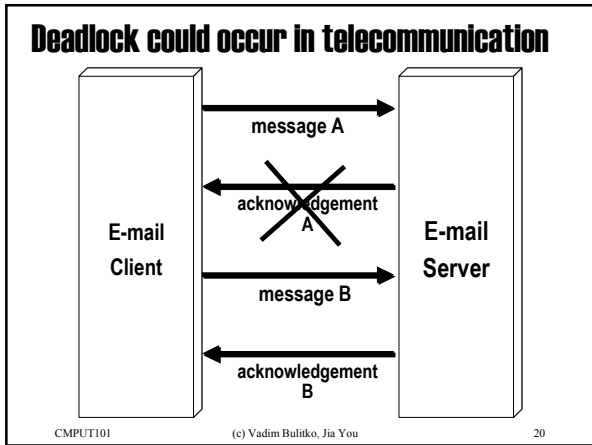 Deadlock could occur in telecommunication
message A
acknowledgement
A
E-mail
Client
E-mail
Server
message B
acknowledgement
B
CMPUT101
(c) Vadim Bulitko, Jia You
20